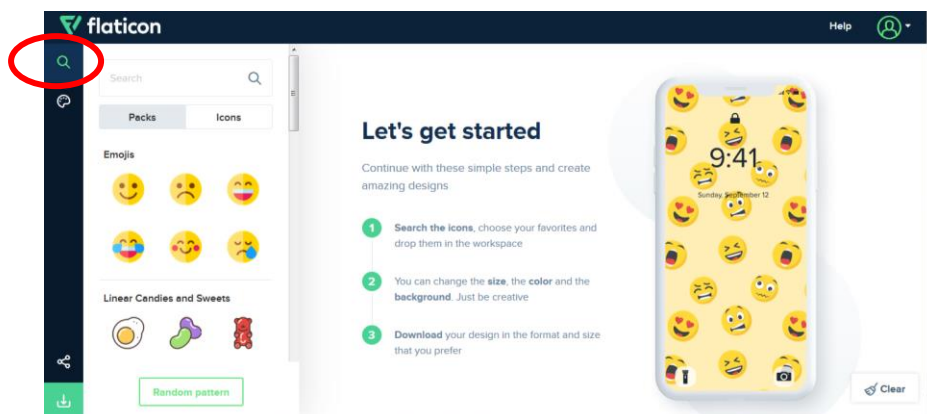 flaticon
Help
Search
Packs
Icons
Emojis
Linear Candies and Sweets
Random pattern
Let's get started
Continue with these simple steps and create
amazing designs
1
Search the icons, choose your favorites and
drop them in the workspace
2
You can change the size, the color and the
background. Just be creative
3
Download your design in the format and size
that you prefer
9:41
Sunday September 12
Clear